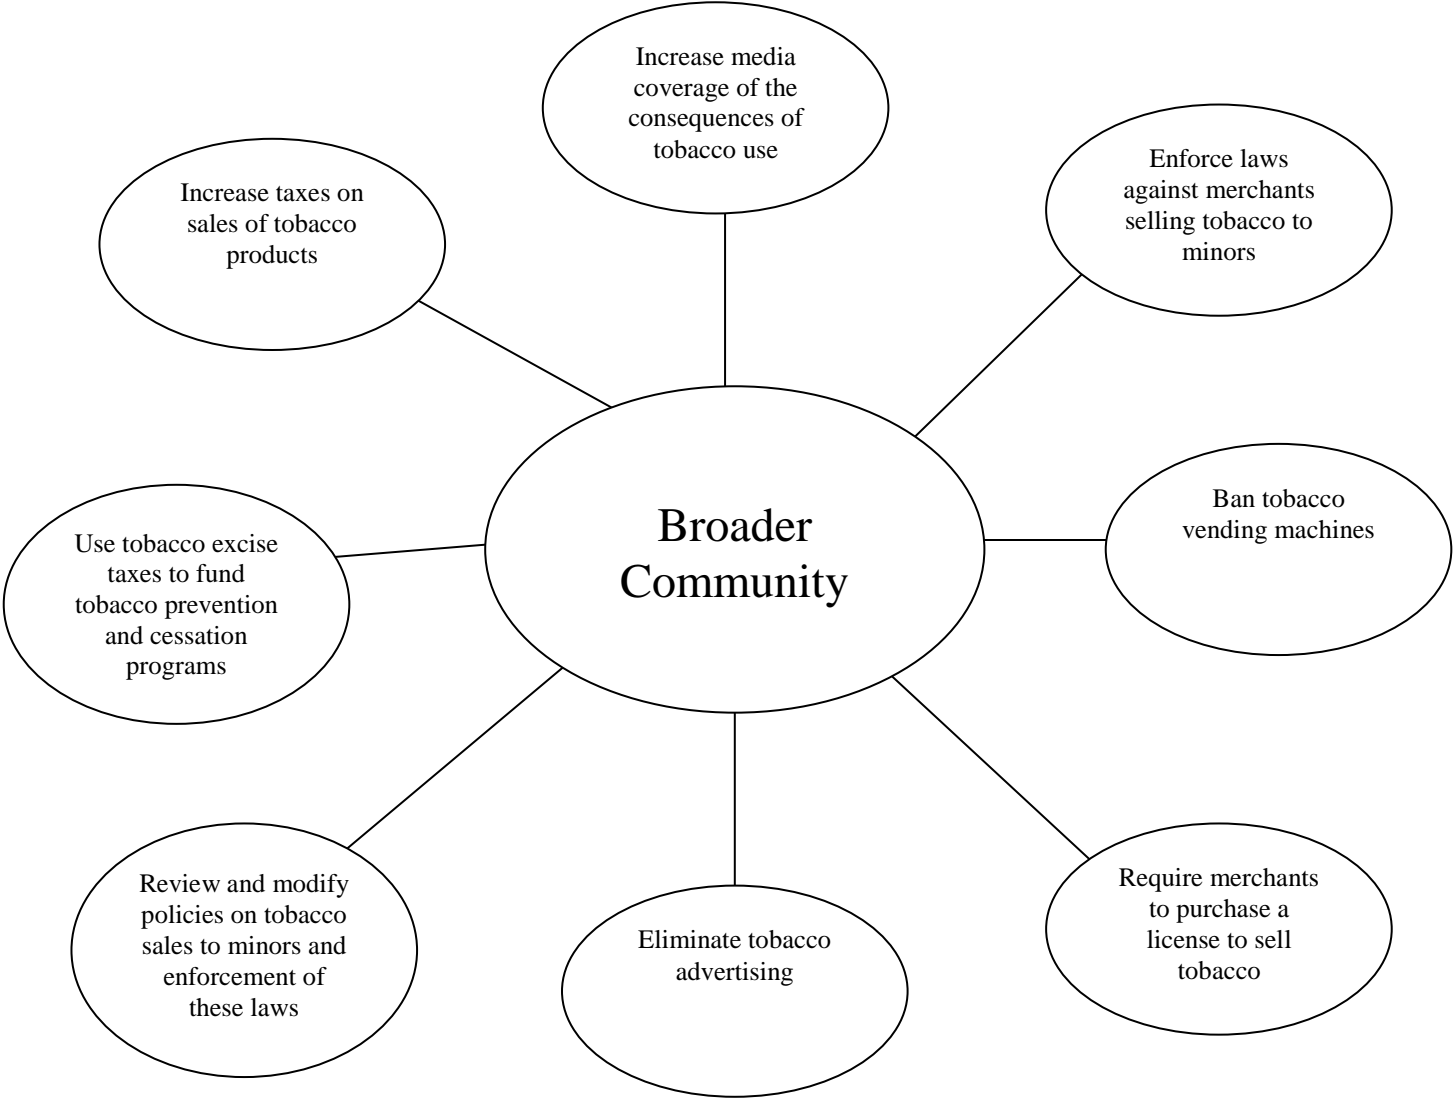 Increase media
coverage of the
consequences of
tobacco use
Enforce laws
against merchants
selling tobacco to
minors
Increase taxes on
sales of tobacco
products
Ban tobacco
vending machines
Broader
Community
Use tobacco excise
taxes to fund
tobacco prevention
and cessation
programs
Require merchants
to purchase a
license to sell
tobacco
Review and modify
policies on tobacco
sales to minors and
enforcement of
these laws
Eliminate tobacco
advertising